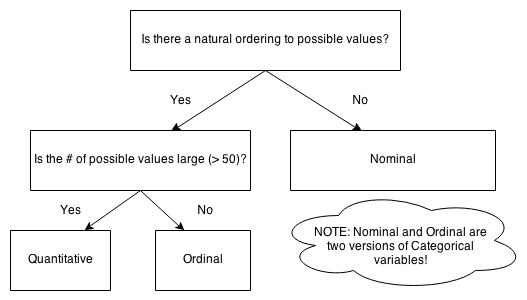 Is there a natural ordering to possible values?
Yes
No
Is the # of possible values large (> 50)?
Nominal
Yes
No
Quantitative
Ordinal
NOTE: Nominal and Ordinal are
two versions of Categorical
variables!